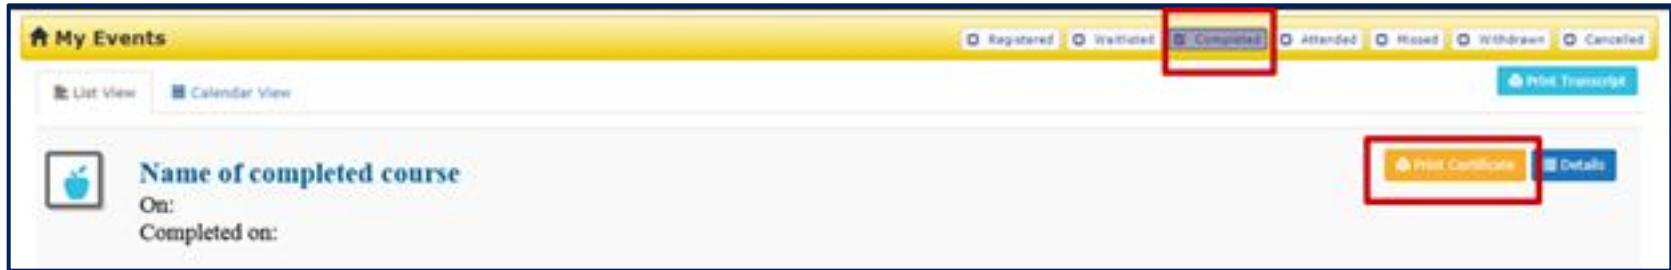 My Events Registered Waitlisted Completed Attended Missed Withdrawn Cancelled
List View Calendar View Print Transcript
Name of completed course Print Certificate Details
On:
Completed on: